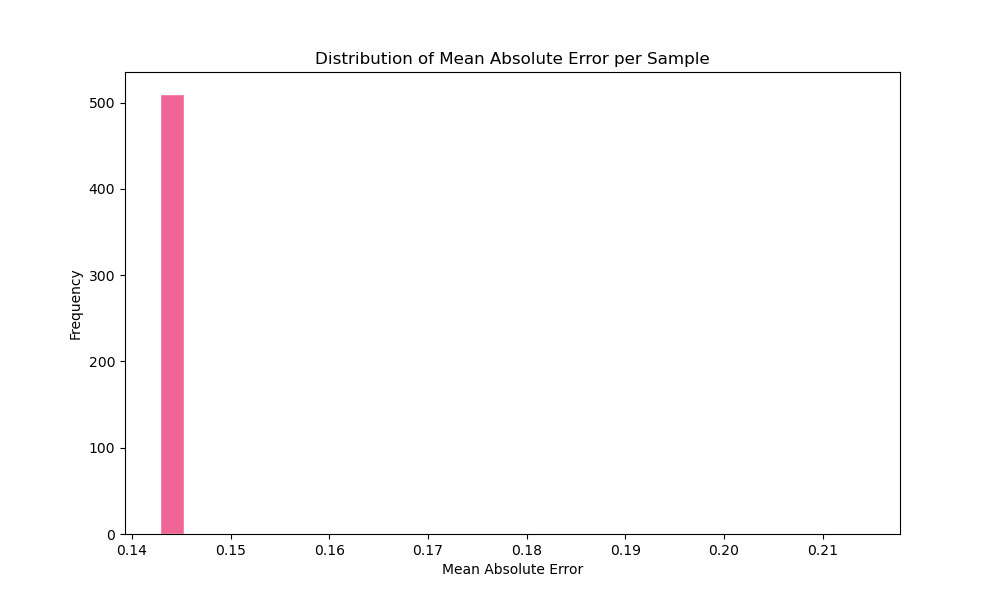 Distribution of Mean Absolute Error per Sample
500
400
300
200
100
0
Frequency
0.14 0.15 0.16 0.17 0.18 0.19 0.20 0.21
Mean Absolute Error